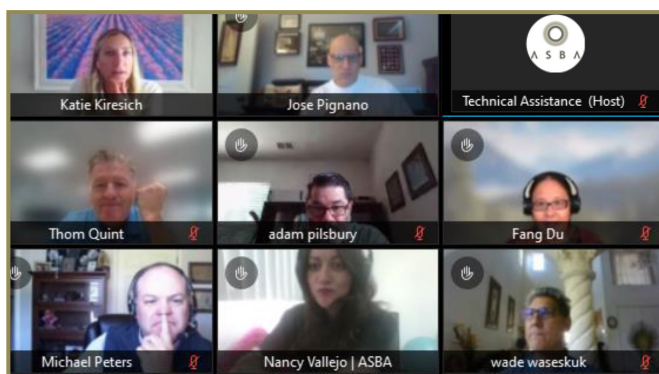 Katie Kiresich
Jose Pignano
ASBA
Technical Assistance (Host)
Thom Quint
adam pilsbury
Fang Du
Michael Peters
Nancy Vallejo | ASBA
wade waseskuk